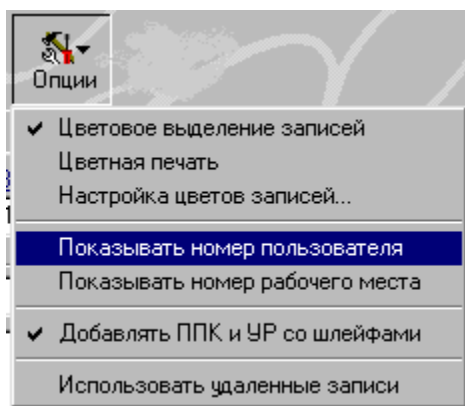 Опции
Цветовое выделение записей
Цветная печать
Настройка цветов записей...
Показывать номер пользователя
Показывать номер рабочего места
Добавлять ППК и УР со шлейфами
Использовать удаленные записи